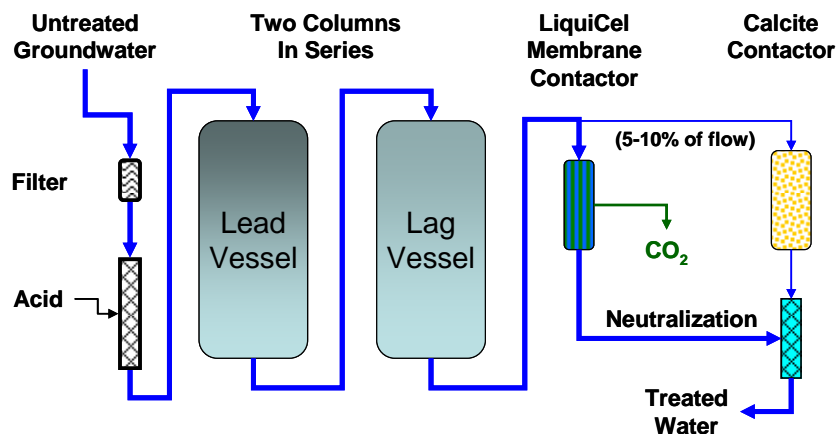 Untreated
Groundwater
Two Columns
In Series
LiquiCel
Membrane
Contactor
Calcite
Contactor
(5-10% of flow)
Filter
Lead
Vessel
Lag
Vessel
CO₂
Acid
Neutralization
Treated
Water